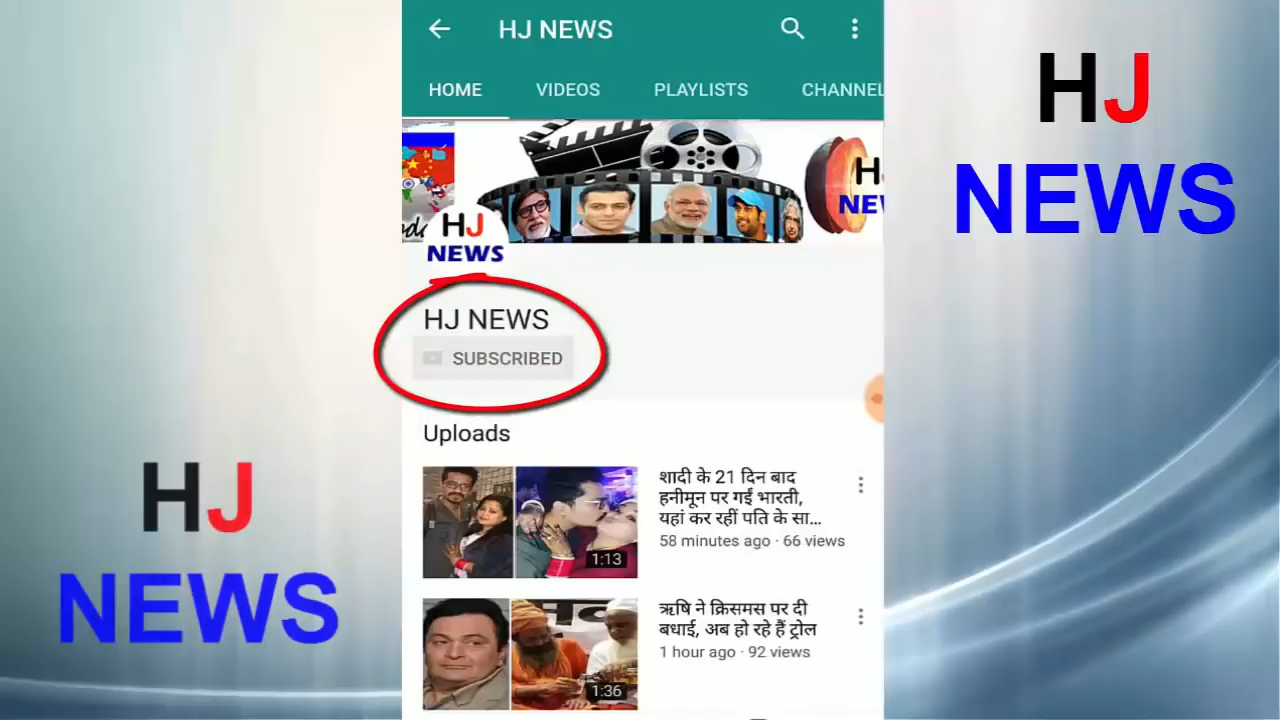 HJ NEWS
HOME VIDEOS PLAYLISTS CHANNEL
HJ
NEWS
HJ
NEWS
NEW
HJ NEWS
SUBSCRIBED
Uploads
शादी के 21 दिन बाद
हनीमून पर गईं भारती,
यहां कर रहीं पति के सा...
58 minutes ago · 66 views
1:13
ऋषि ने क्रिसमस पर दी
बधाई, अब हो रहे हैं ट्रोल
1 hour ago · 92 views
1:36
HJ
NEWS